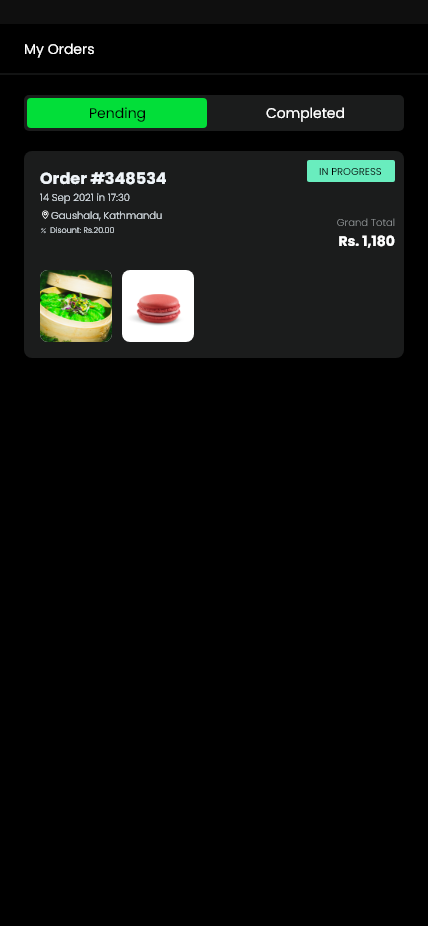 My Orders
Pending
Completed
Order #348534
IN PROGRESS
14 Sep 2021 in 17:30
Gaushala, Kathmandu
% Disount: Rs.20.00
Grand Total
Rs. 1,180